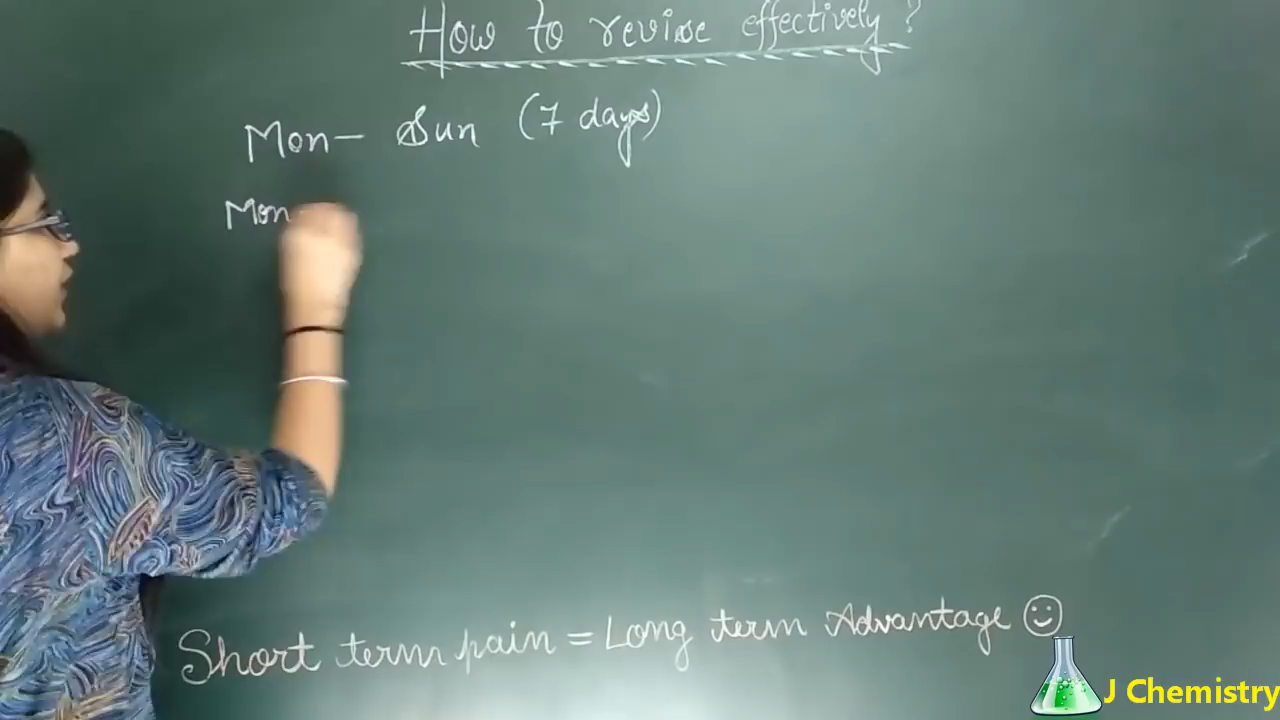 How to revise effectively?
Mon- Sun (7 days)
Mon
Short term pain = Long term Advantage ☺
J Chemistry